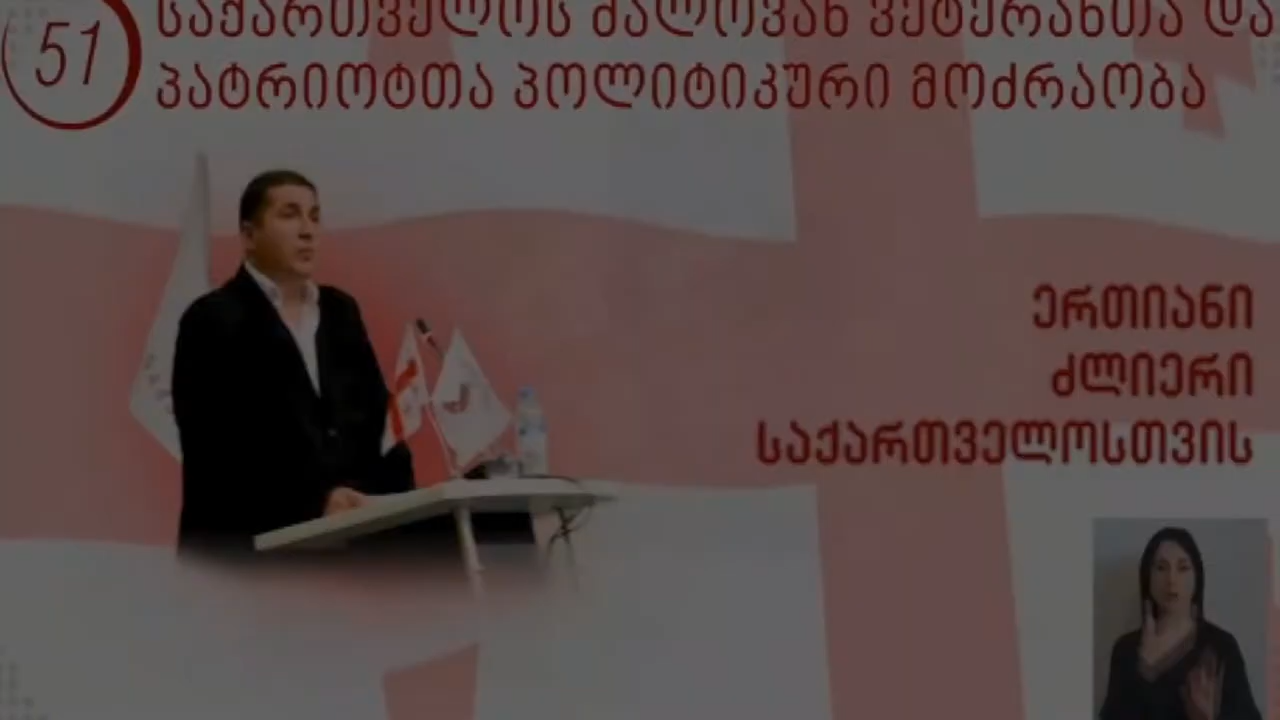 51
საქართველოს ძალოვან ვეტერანთა და
პატრიოტთა პოლიტიკური მოძრაობა
ერთიანი
ძლიერი
საქართველოსთვის